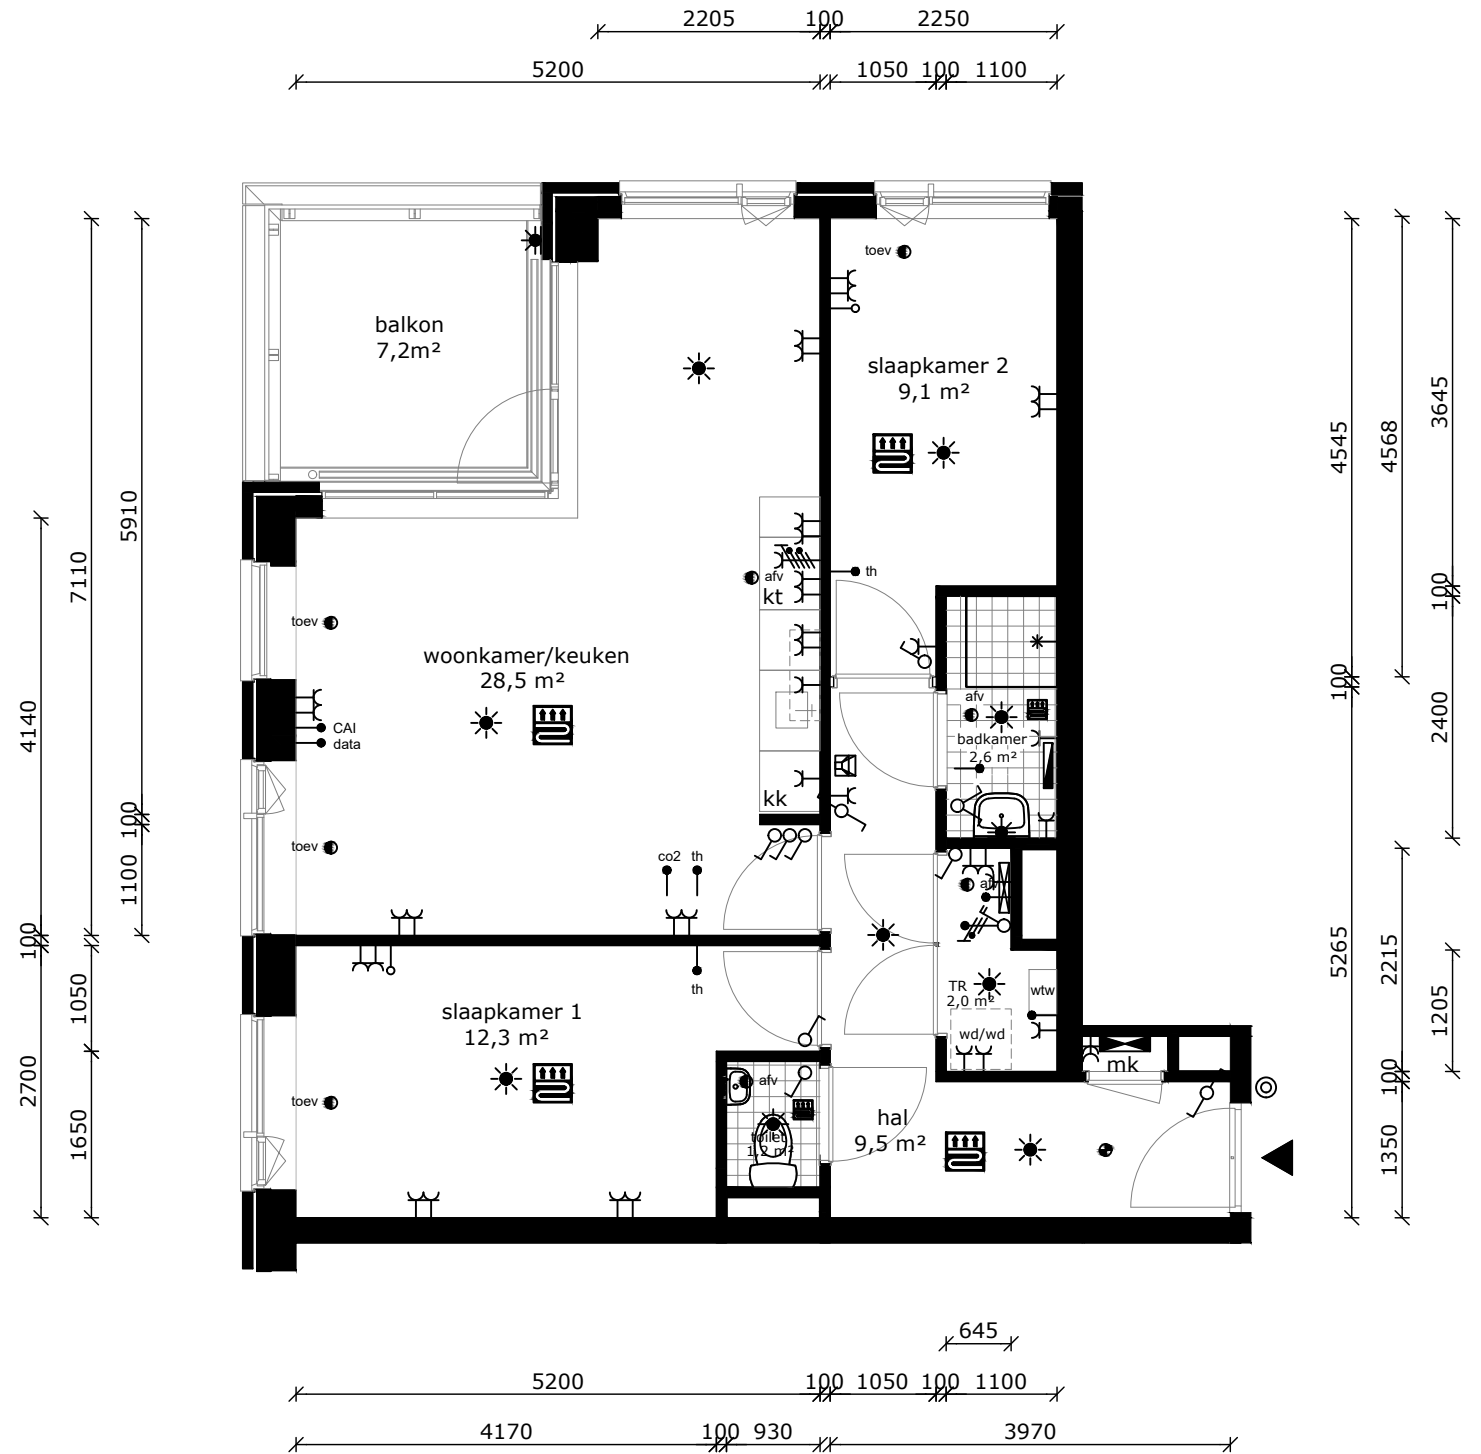 2205 100 2250
5200 1050 100 1100
balkon
7,2m²
toev
slaapkamer 2
9,1 m²
th
afv
kt
toev
woonkamer/keuken
28,5 m²
CAI
data
afv
badkamer
2,6 m²
kk
toev
co2 th
afv
th
slaapkamer 1
12,3 m²
TR
2,0 m²
wtw
wd/wd
mk
toev
afv
toilet
1,2 m²
hal
9,5 m²
4140
100
2700
7110
100
1050
1650
5910
100
1100
4545
100
5265
4568
2215
100
1350
3645
100
2400
1205
645
5200 100 1050 100 1100
4170 100 930 3970